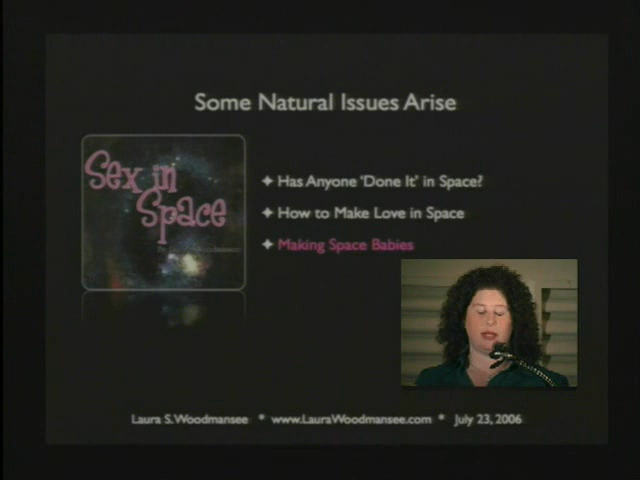 Some Natural Issues Arise
Sex in
Space
✦ Has Anyone 'Done It' in Space?
✦ How to Make Love in Space
✦ Making Space Babies
Laura S. Woodmansee * www.LauraWoodmansee.com * July 23, 2006